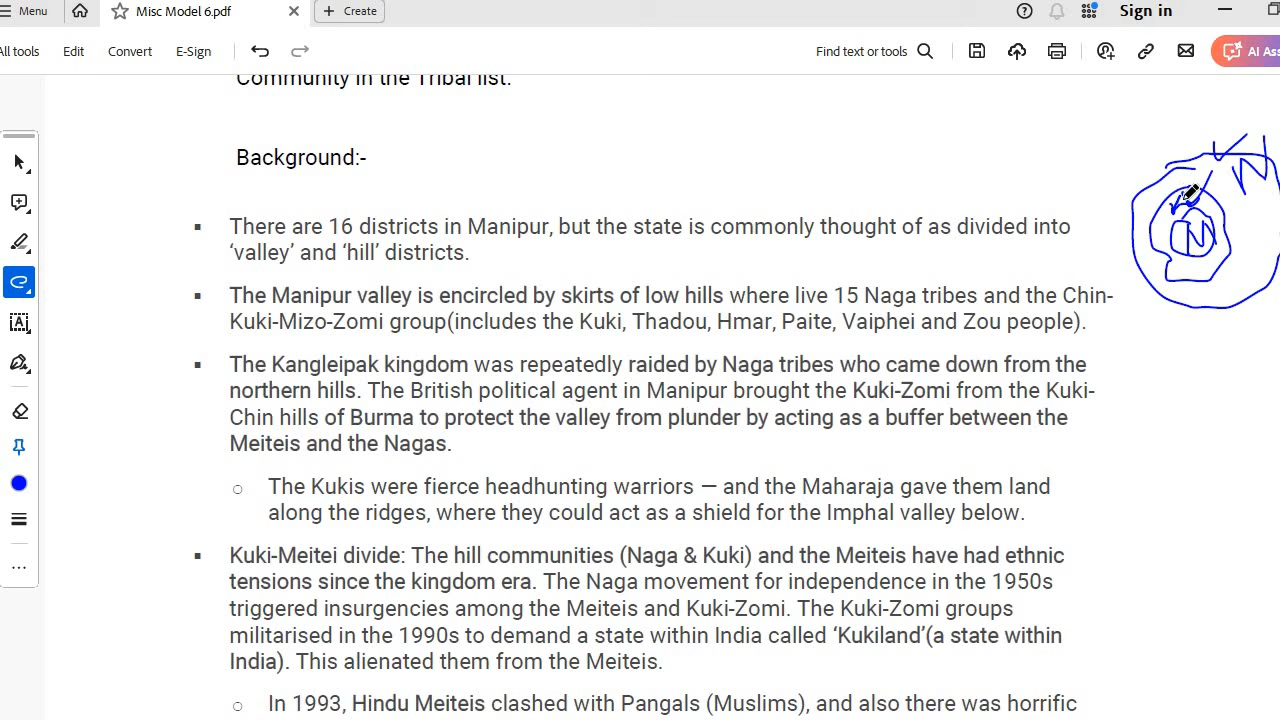 Menu
Misc Model 6.pdf
Create
Sign in
All tools
Edit
Convert
E-Sign
Find text or tools
AI Ass
Community in the Tribal list.
Background:-
▪ There are 16 districts in Manipur, but the state is commonly thought of as divided into
‘valley’ and ‘hill’ districts.
▪ The Manipur valley is encircled by skirts of low hills where live 15 Naga tribes and the Chin-
Kuki-Mizo-Zomi group(includes the Kuki, Thadou, Hmar, Paite, Vaiphei and Zou people).
▪ The Kangleipak kingdom was repeatedly raided by Naga tribes who came down from the
northern hills. The British political agent in Manipur brought the Kuki-Zomi from the Kuki-
Chin hills of Burma to protect the valley from plunder by acting as a buffer between the
Meiteis and the Nagas.
○ The Kukis were fierce headhunting warriors — and the Maharaja gave them land
along the ridges, where they could act as a shield for the Imphal valley below.
▪ Kuki-Meitei divide: The hill communities (Naga & Kuki) and the Meiteis have had ethnic
tensions since the kingdom era. The Naga movement for independence in the 1950s
triggered insurgencies among the Meiteis and Kuki-Zomi. The Kuki-Zomi groups
militarised in the 1990s to demand a state within India called ‘Kukiland’(a state within
India). This alienated them from the Meiteis.
○ In 1993, Hindu Meiteis clashed with Pangals (Muslims), and also there was horrific
N